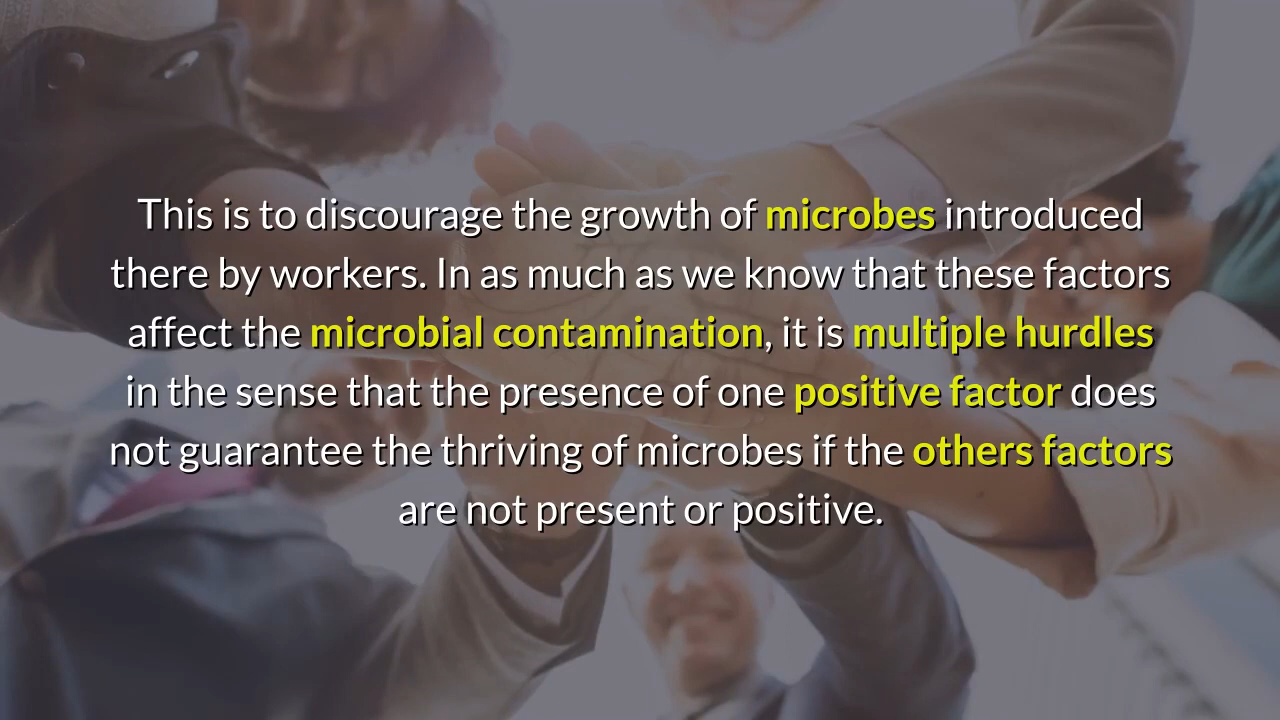 This is to discourage the growth of microbes introduced
there by workers. In as much as we know that these factors
affect the microbial contamination, it is multiple hurdles
in the sense that the presence of one positive factor does
not guarantee the thriving of microbes if the others factors
are not present or positive.